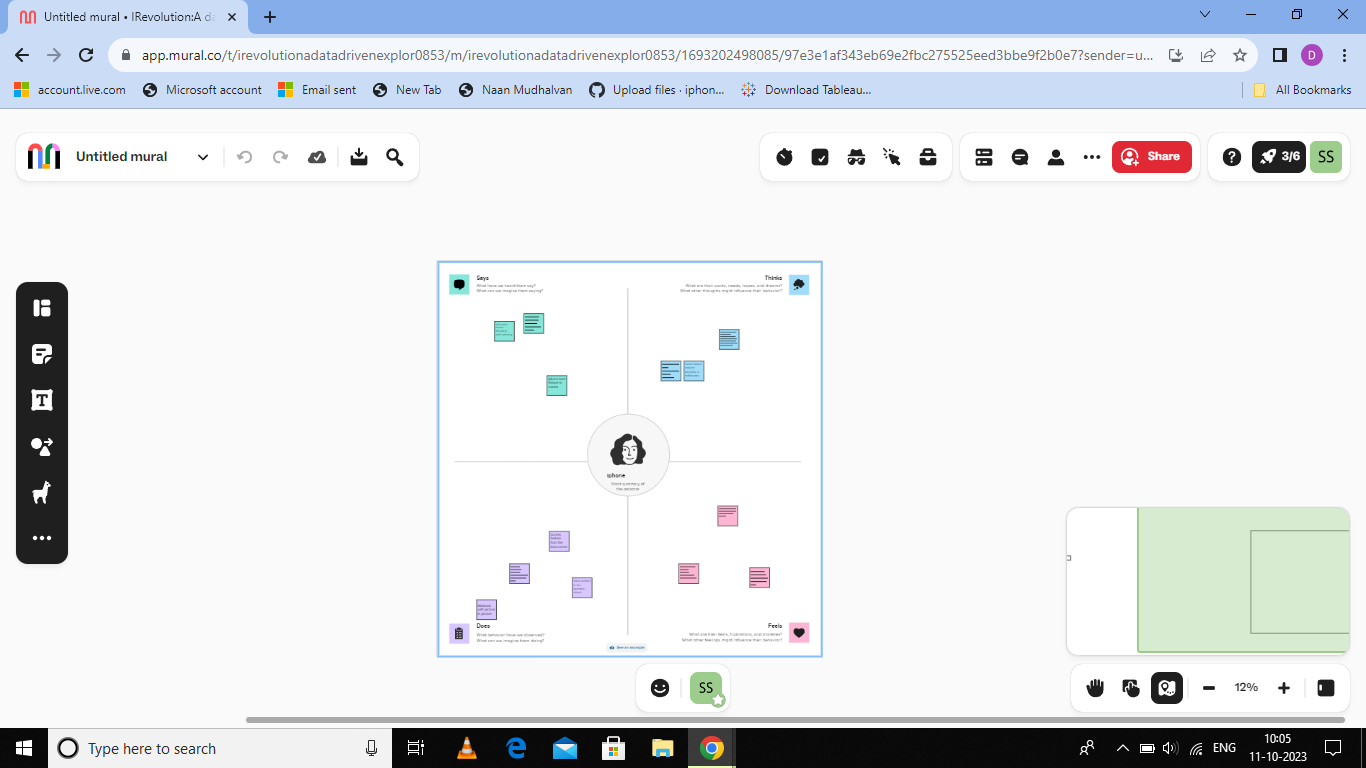 Untitled mural • IRevolution:A da
app.mural.co/t/irevolutionadatadrivenexplor0853/m/irevolutionadatadrivenexplor0853/1693202498085/97e3e1af343eb69e2fbc275525eed3bbe9f2b0e7?sender=u...
D
account.live.com
Microsoft account
Email sent
New Tab
Naan Mudhalvan
Upload files · iphon...
Download Tableau...
All Bookmarks
Untitled mural
Share
3/6
SS
Says
What have we heard them say?
What can we imagine them saying?
Thinks
What are their wants, needs, hopes, and dreams?
What other thoughts might influence their behavior?
iphone
Short summary of
the persona
Does
What behavior have we observed?
What can we imagine them doing?
Feels
What are their fears, frustrations, and anxieties?
What other feelings might influence their behavior?
See an example
T
SS
12%
Type here to search
ENG
10:05
11-10-2023